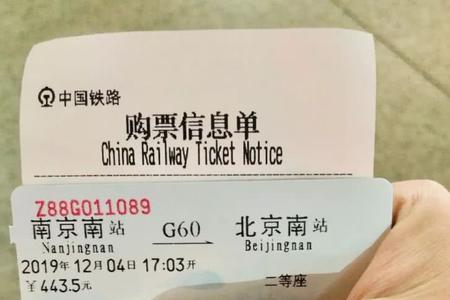 中国铁路
购票信息单
China Railway Ticket Notice
Z88G011089
南京南站 G60 北京南站
Nanjingnan Beijingnan
2019年12月04日17:03开
￥443.5元 二等座